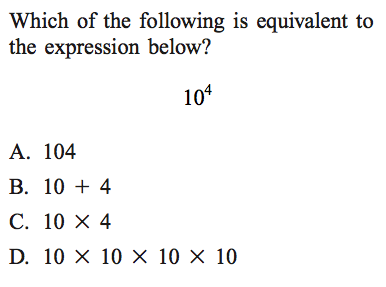 Which of the following is equivalent to
the expression below?
10⁴
A. 104
B. 10 + 4
C. 10 × 4
D. 10 × 10 × 10 × 10